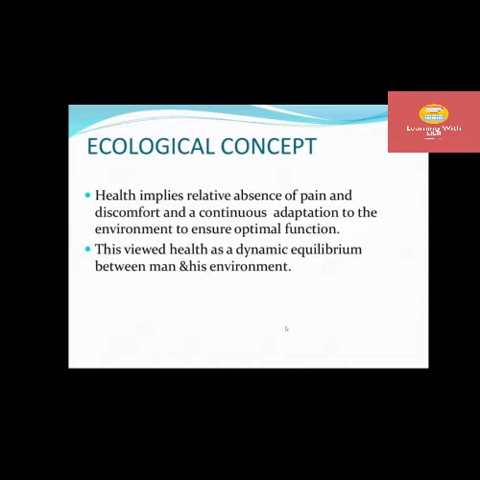 Learning With
ECOLOGICAL CONCEPT
Health implies relative absence of pain and
discomfort and a continuous adaptation to the
environment to ensure optimal function.
This viewed health as a dynamic equilibrium
between man &his environment.